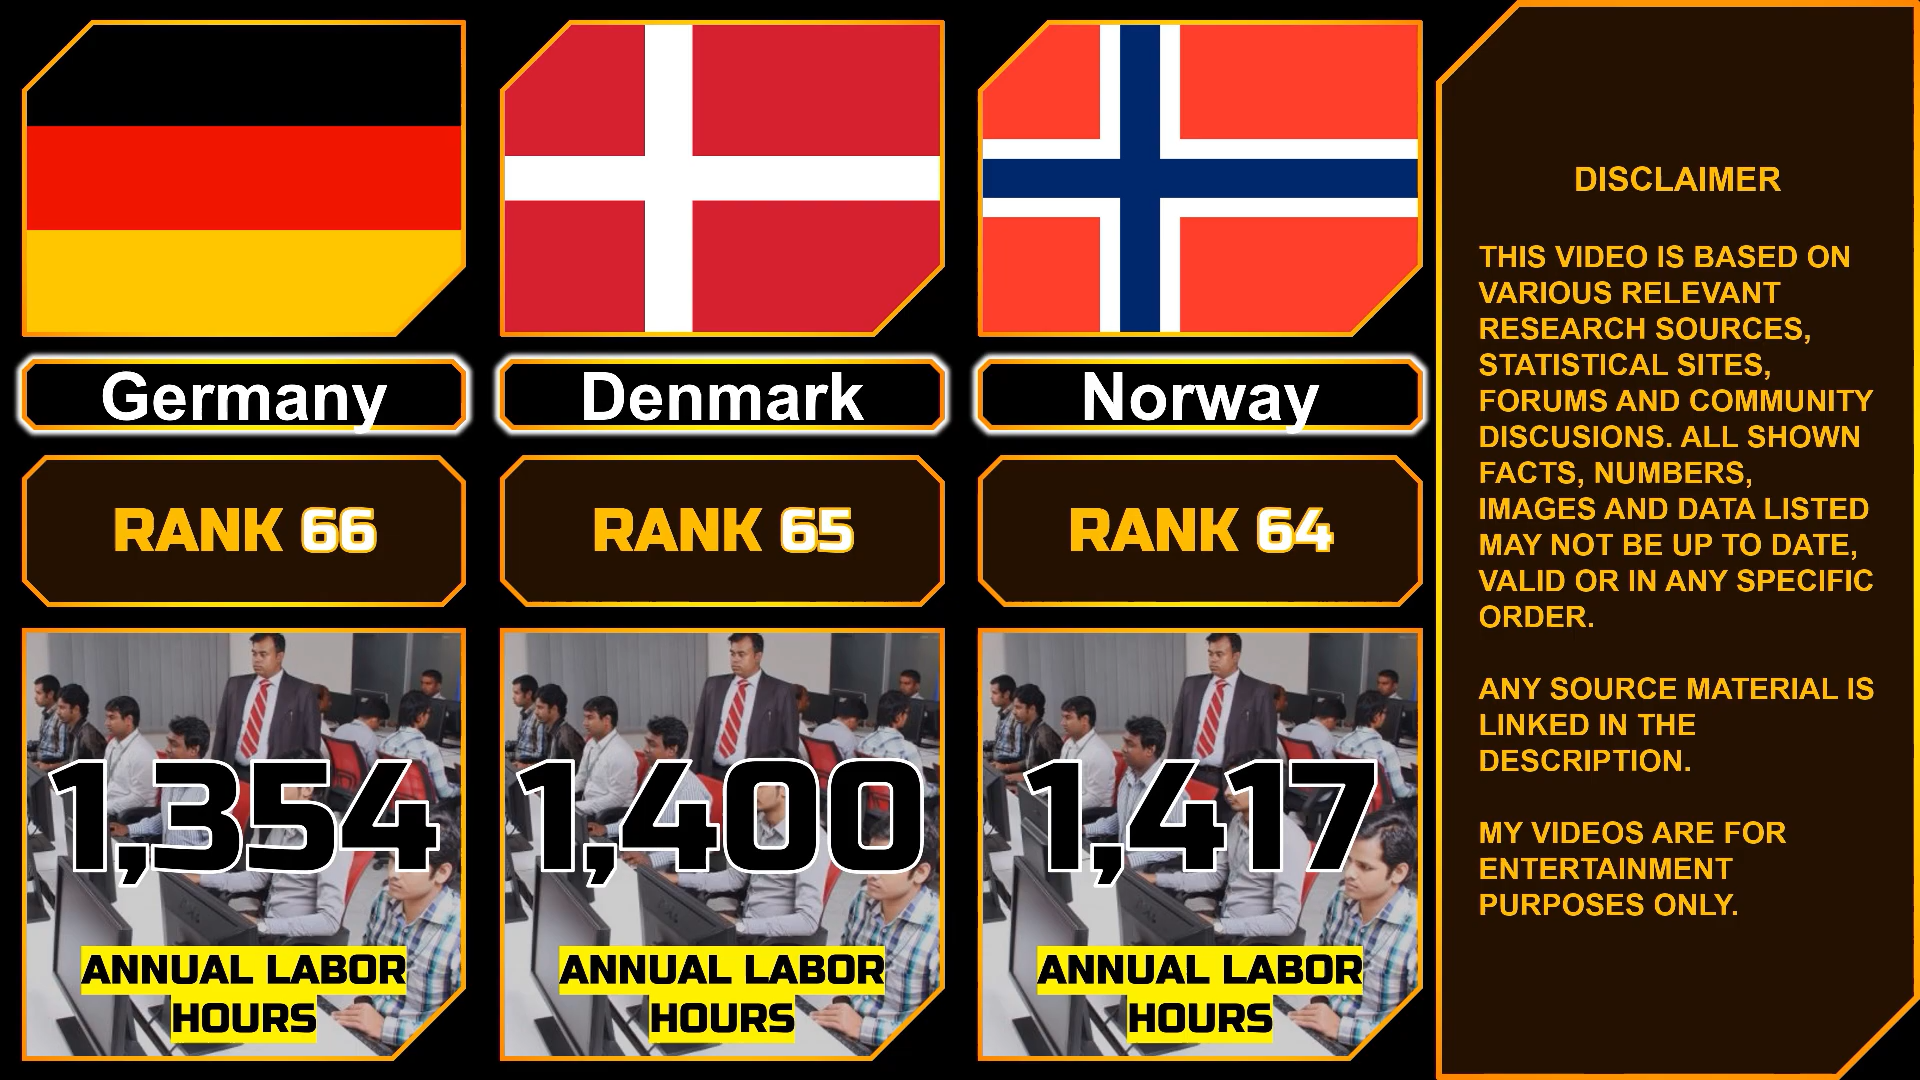 Germany
RANK 66
1,354
ANNUAL LABOR
HOURS
Denmark
RANK 65
1,400
ANNUAL LABOR
HOURS
Norway
RANK 64
1,417
ANNUAL LABOR
HOURS
DISCLAIMER
THIS VIDEO IS BASED ON
VARIOUS RELEVANT
RESEARCH SOURCES,
STATISTICAL SITES,
FORUMS AND COMMUNITY
DISCUSIONS. ALL SHOWN
FACTS, NUMBERS,
IMAGES AND DATA LISTED
MAY NOT BE UP TO DATE,
VALID OR IN ANY SPECIFIC
ORDER.
ANY SOURCE MATERIAL IS
LINKED IN THE
DESCRIPTION.
MY VIDEOS ARE FOR
ENTERTAINMENT
PURPOSES ONLY.